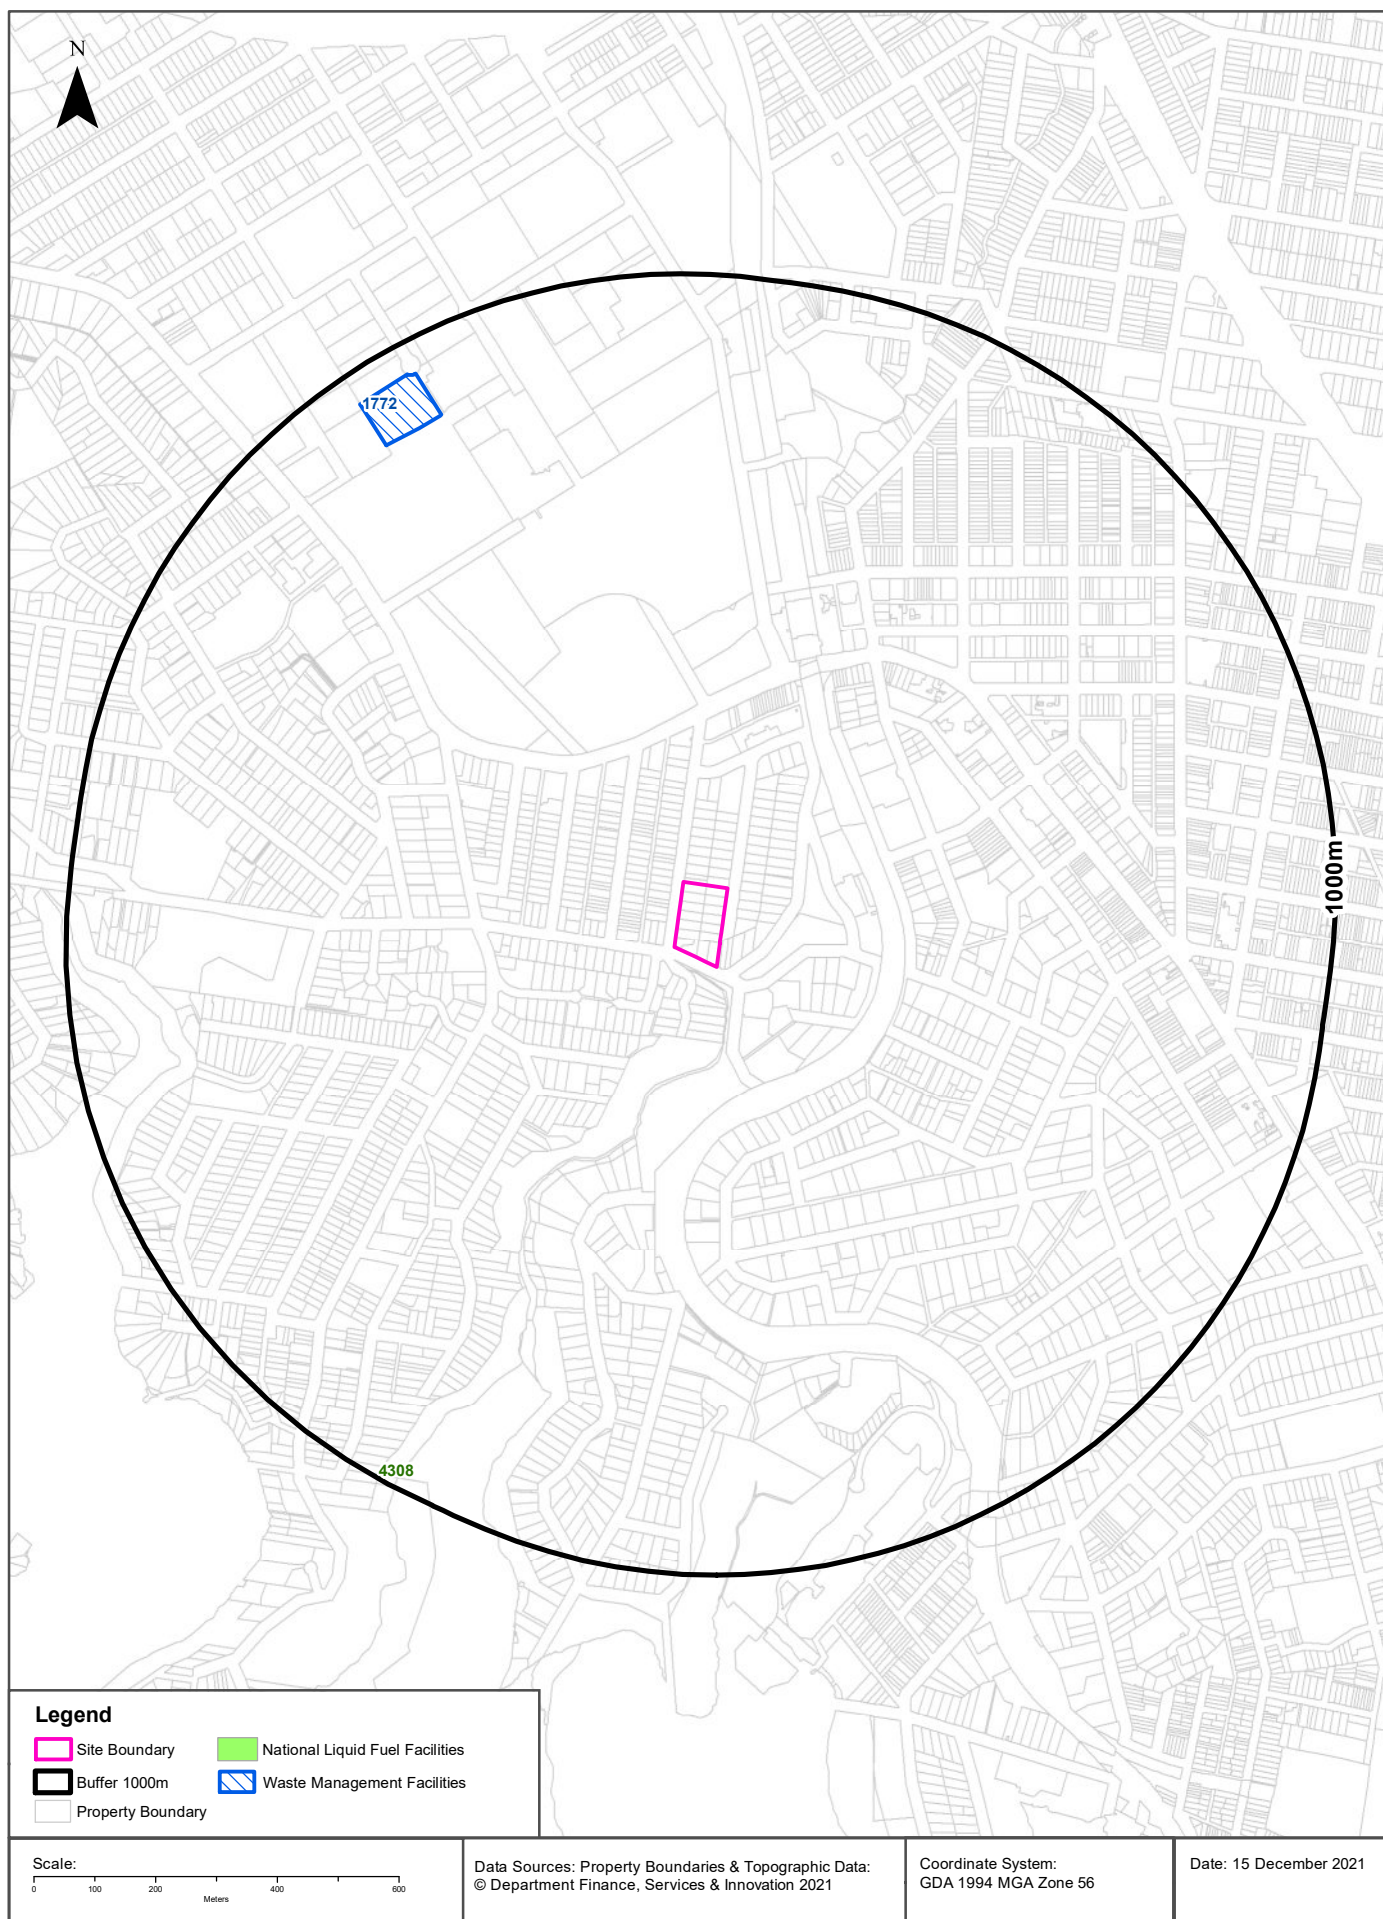 N
1772
1000m
4308
Legend
Site Boundary
National Liquid Fuel Facilities
Buffer 1000m
Waste Management Facilities
Property Boundary
Scale:
0 100 200 400 600
Meters
Data Sources: Property Boundaries & Topographic Data:
© Department Finance, Services & Innovation 2021
Coordinate System:
GDA 1994 MGA Zone 56
Date: 15 December 2021